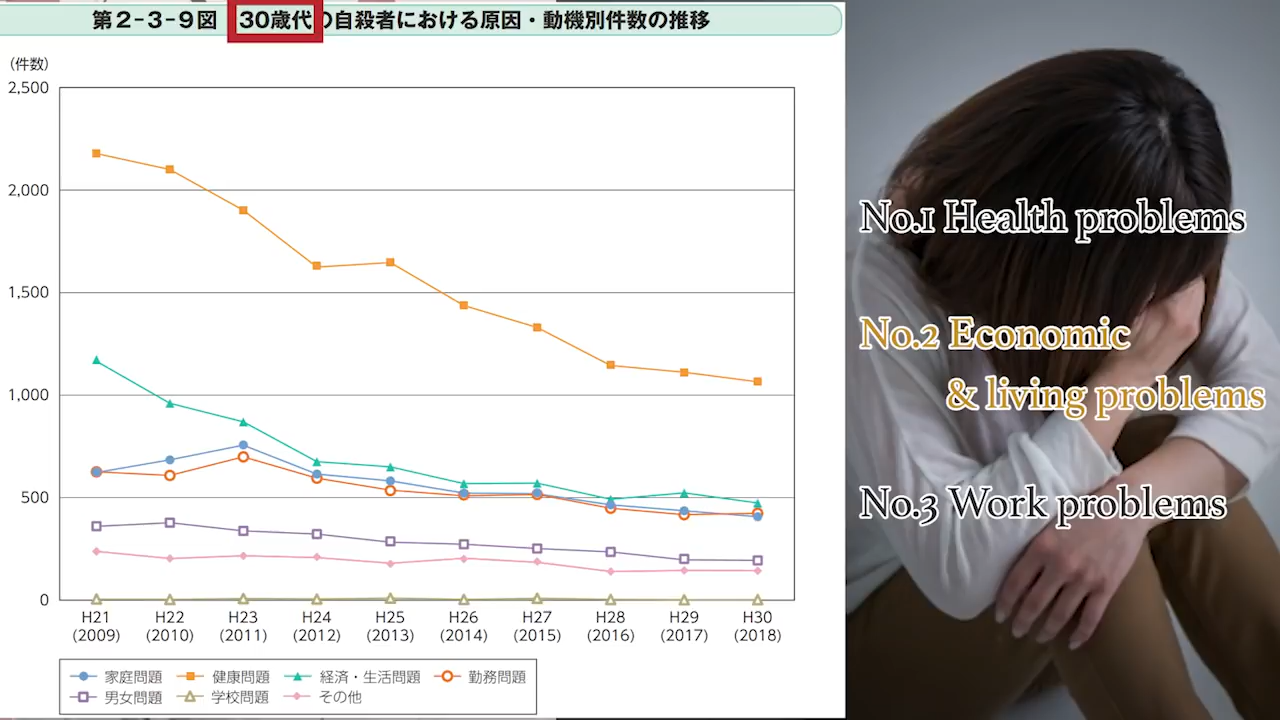 第2-3-9図 30歳代の自殺者における原因・動機別件数の推移
（件数）
2,500
2,000
1,500
1,000
500
0
H21 H22 H23 H24 H25 H26 H27 H28 H29 H30
(2009) (2010) (2011) (2012) (2013) (2014) (2015) (2016) (2017) (2018)
家庭問題 健康問題 経済・生活問題 勤務問題
男女問題 学校問題 その他
No.1 Health problems
No.2 Economic
& living problems
No.3 Work problems